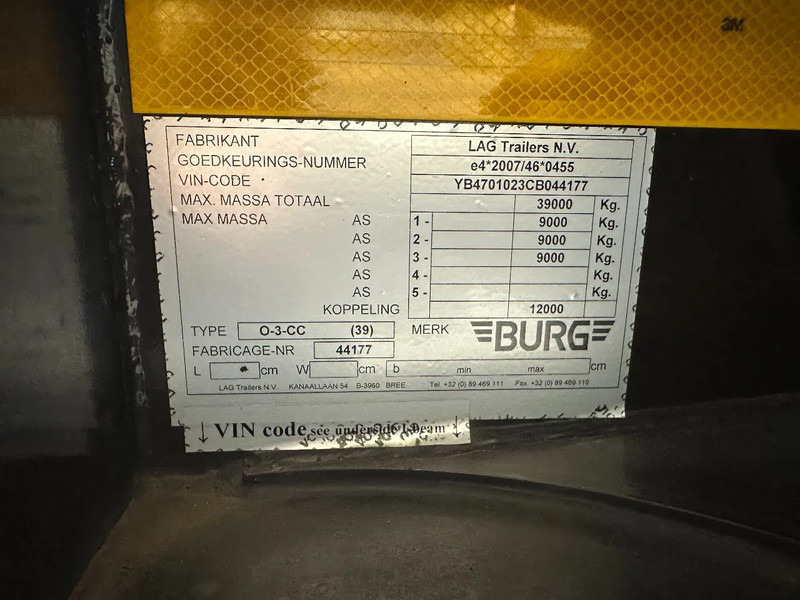 3M
FABRIKANT LAG Trailers N.V.
GOEDKEURINGS-NUMMER e4*2007/46*0455
VIN-CODE YB4701023CB044177
MAX. MASSA TOTAAL 39000 Kg.
MAX MASSA AS 1 - 9000 Kg.
AS 2 - 9000 Kg.
AS 3 - 9000 Kg.
AS 4 - Kg.
AS 5 - Kg.
KOPPELING 12000
TYPE O-3-CC (39) MERK BURG
FABRICAGE-NR 44177
L cm W cm b min max cm
LAG Trailers N.V. KANAALLAAN 54 B-3960 BREE Tel. +32 (0) 89 469 111 Fax. +32 (0) 89 469 110
↓ VIN code see underside I-beam ↓